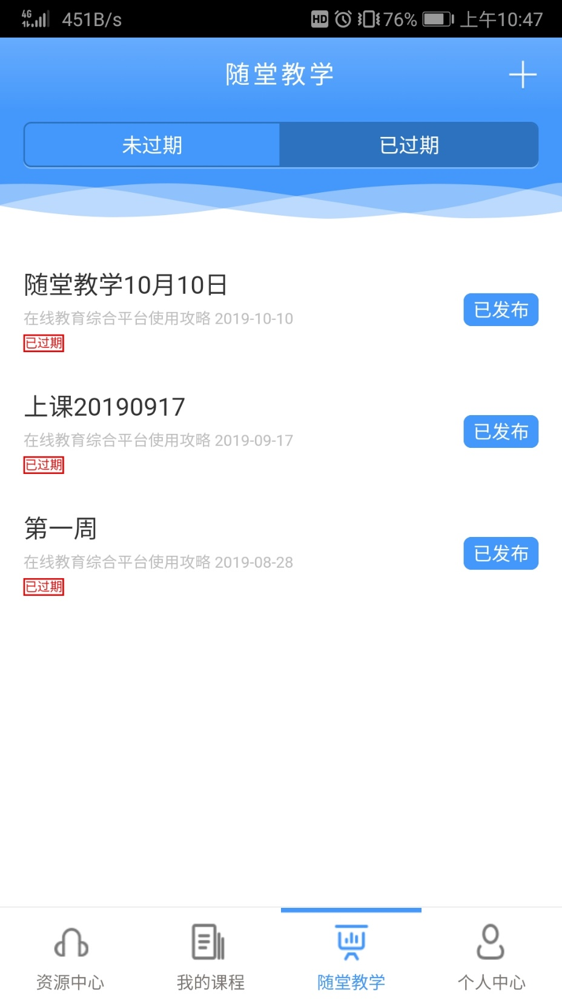 4G 451B/s HD 76% 上午10:47
随堂教学
未过期 已过期
随堂教学10月10日
在线教育综合平台使用攻略 2019-10-10
已发布
已过期
上课20190917
在线教育综合平台使用攻略 2019-09-17
已发布
已过期
第一周
在线教育综合平台使用攻略 2019-08-28
已发布
已过期
资源中心 我的课程 随堂教学 个人中心